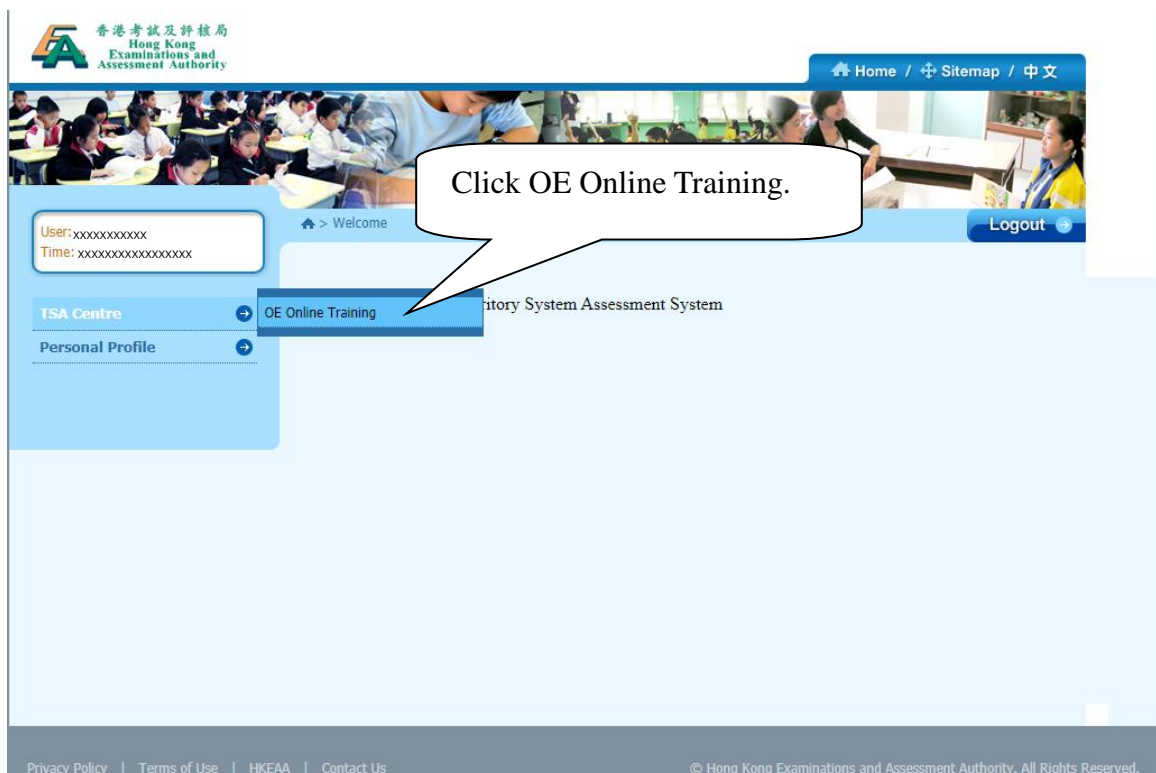 香港考試及評核局
Hong Kong
Examinations and
Assessment Authority
Home / Sitemap / 中文
Click OE Online Training.
> Welcome
Logout
User: xxxxxxxxxxx
Time: xxxxxxxxxxxxxxxxx
TSA Centre
OE Online Training
ritory System Assessment System
Personal Profile
Privacy Policy | Terms of Use | HKEAA | Contact Us
© Hong Kong Examinations and Assessment Authority. All Rights Reserved.